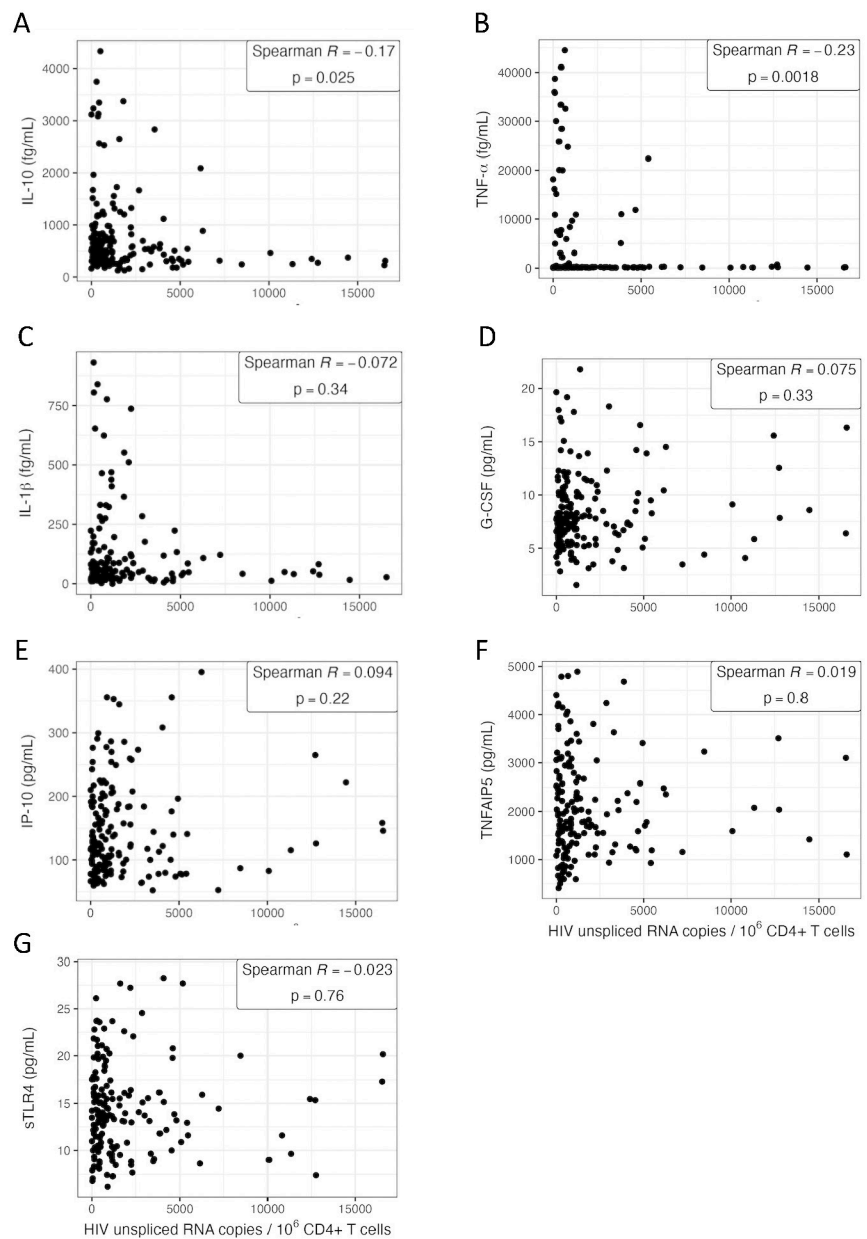 A
Spearman R = −0.17
p = 0.025
IL-10 (fg/mL)
4000
3000
2000
1000
0
0 5000 10000 15000
B
Spearman R = −0.23
p = 0.0018
TNF-α (fg/mL)
40000
30000
20000
10000
0
0 5000 10000 15000
C
Spearman R = −0.072
p = 0.34
IL-1β (fg/mL)
750
500
250
0
0 5000 10000 15000
D
Spearman R = 0.075
p = 0.33
G-CSF (pg/mL)
20
15
10
5
0 5000 10000 15000
E
Spearman R = 0.094
p = 0.22
IP-10 (pg/mL)
400
300
200
100
0 5000 10000 15000
F
Spearman R = 0.019
p = 0.8
TNFAIP5 (pg/mL)
5000
4000
3000
2000
1000
0 5000 10000 15000
HIV unspliced RNA copies / 10⁶ CD4+ T cells
G
Spearman R = −0.023
p = 0.76
sTLR4 (pg/mL)
30
25
20
15
10
0 5000 10000 15000
HIV unspliced RNA copies / 10⁶ CD4+ T cells